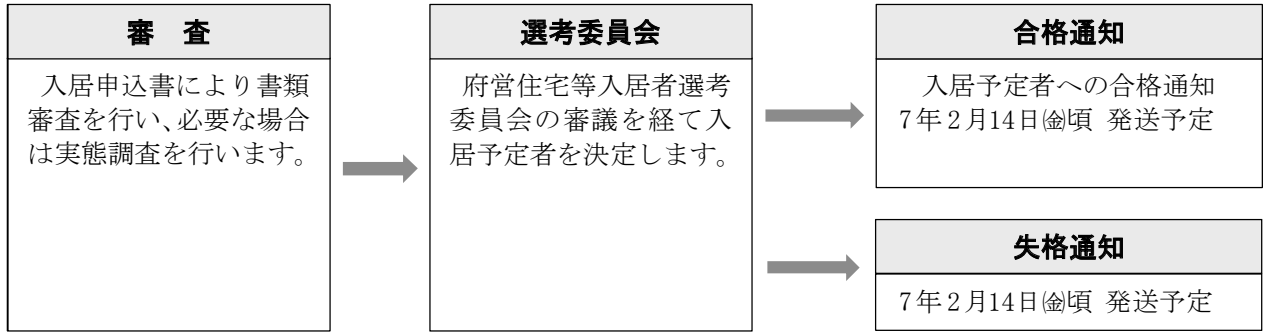 審　査
入居申込書により書類
審査を行い、必要な場合
は実態調査を行います。
選考委員会
府営住宅等入居者選考
委員会の審議を経て入
居予定者を決定します。
合格通知
入居予定者への合格通知
7年2月14日㈮頃 発送予定
失格通知
7年2月14日㈮頃 発送予定